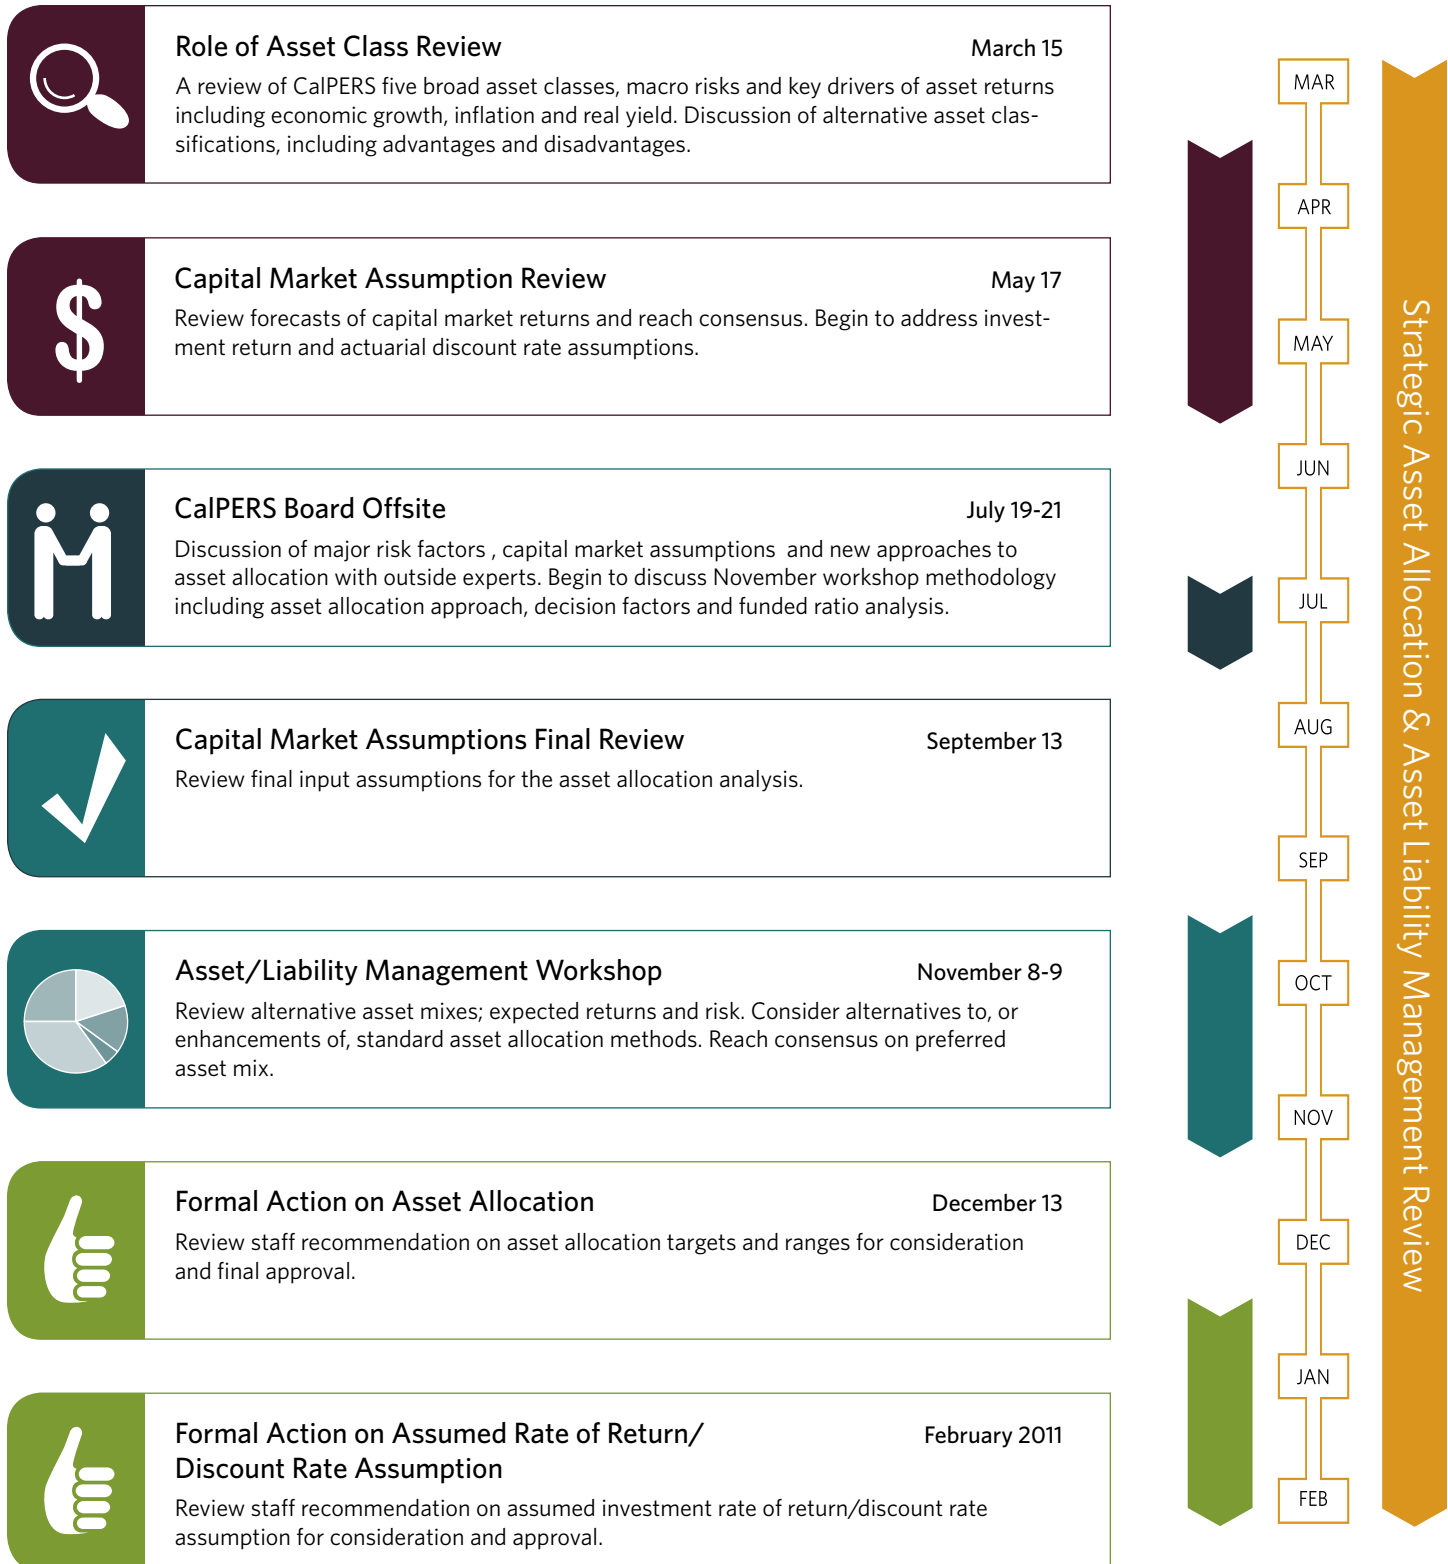 Role of Asset Class Review March 15
A review of CalPERS five broad asset classes, macro risks and key drivers of asset returns
including economic growth, inflation and real yield. Discussion of alternative asset clas-
sifications, including advantages and disadvantages.
Capital Market Assumption Review May 17
Review forecasts of capital market returns and reach consensus. Begin to address invest-
ment return and actuarial discount rate assumptions.
CalPERS Board Offsite July 19-21
Discussion of major risk factors , capital market assumptions and new approaches to
asset allocation with outside experts. Begin to discuss November workshop methodology
including asset allocation approach, decision factors and funded ratio analysis.
Capital Market Assumptions Final Review September 13
Review final input assumptions for the asset allocation analysis.
Asset/Liability Management Workshop November 8-9
Review alternative asset mixes; expected returns and risk. Consider alternatives to, or
enhancements of, standard asset allocation methods. Reach consensus on preferred
asset mix.
Formal Action on Asset Allocation December 13
Review staff recommendation on asset allocation targets and ranges for consideration
and final approval.
Formal Action on Assumed Rate of Return/ February 2011
Discount Rate Assumption
Review staff recommendation on assumed investment rate of return/discount rate
assumption for consideration and approval.
MAR
APR
MAY
JUN
JUL
AUG
SEP
OCT
NOV
DEC
JAN
FEB
Strategic Asset Allocation & Asset Liability Management Review